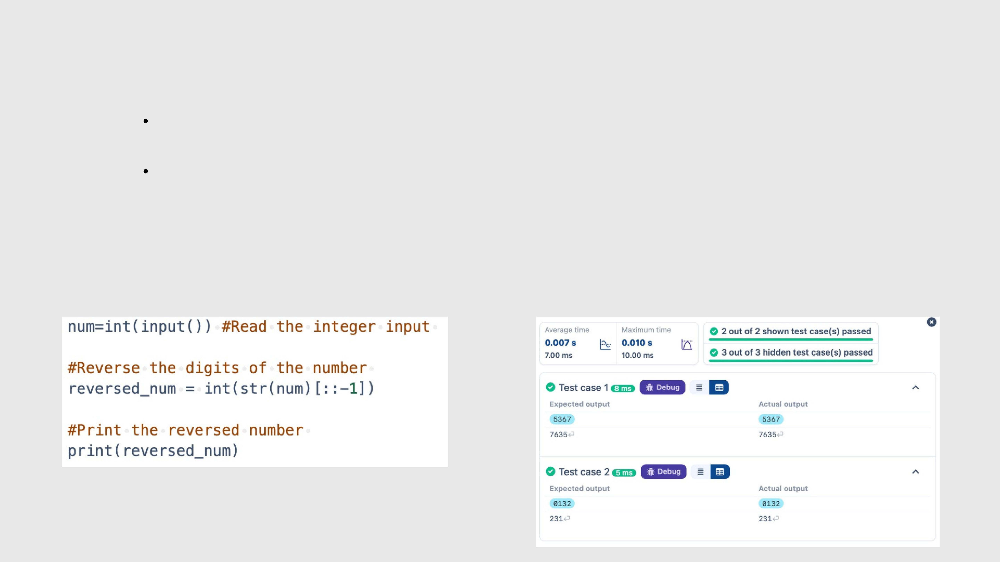 num=int(input()) #Read the integer input
#Reverse the digits of the number
reversed_num = int(str(num)[::-1])
#Print the reversed number
print(reversed_num)
Average time
0.007 s
7.00 ms
Maximum time
0.010 s
10.00 ms
2 out of 2 shown test case(s) passed
3 out of 3 hidden test case(s) passed
Test case 1 8 ms Debug
Expected output Actual output
5367 5367
7635 7635
Test case 2 5 ms Debug
Expected output Actual output
0132 0132
231 231